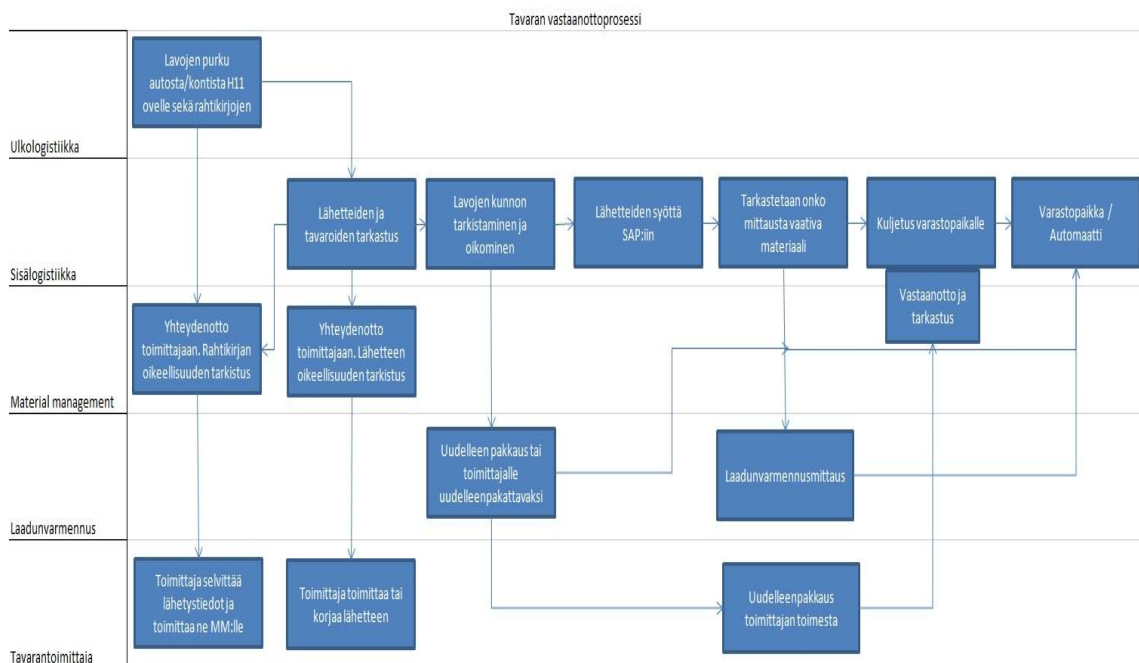 Tavaran vastaanottoprosessi
Lavojen purku
autosta/kontista H11
ovelle sekä rahtikirjojen
Ulkologistiikka
Lähetteiden ja
tavaroiden tarkastus
Lavojen kunnon
tarkistaminen ja
oikominen
Lähetteiden syöttä
SAP:iin
Tarkastetaan onko
mittausta vaativa
materiaali
Kuljetus varastopaikalle
Varastopaikka /
Automaatti
Sisälogistiikka
Vastaanotto ja
tarkastus
Yhteydenotto
toimittajaan. Rahtikirjan
oikeellisuuden tarkistus
Yhteydenotto
toimittajaan. Lähetteen
oikeellisuuden tarkistus
Material management
Uudelleen pakkaus tai
toimittajalle
uudelleenpakattavaksi
Laadunvarmennusmittaus
Laadunvarmennus
Toimittaja selvittää
lähetystiedot ja
toimittaa ne MM:lle
Toimittaja toimittaa tai
korjaa lähetteen
Uudelleenpakkaus
toimittajan toimesta
Tavarantoimittaja